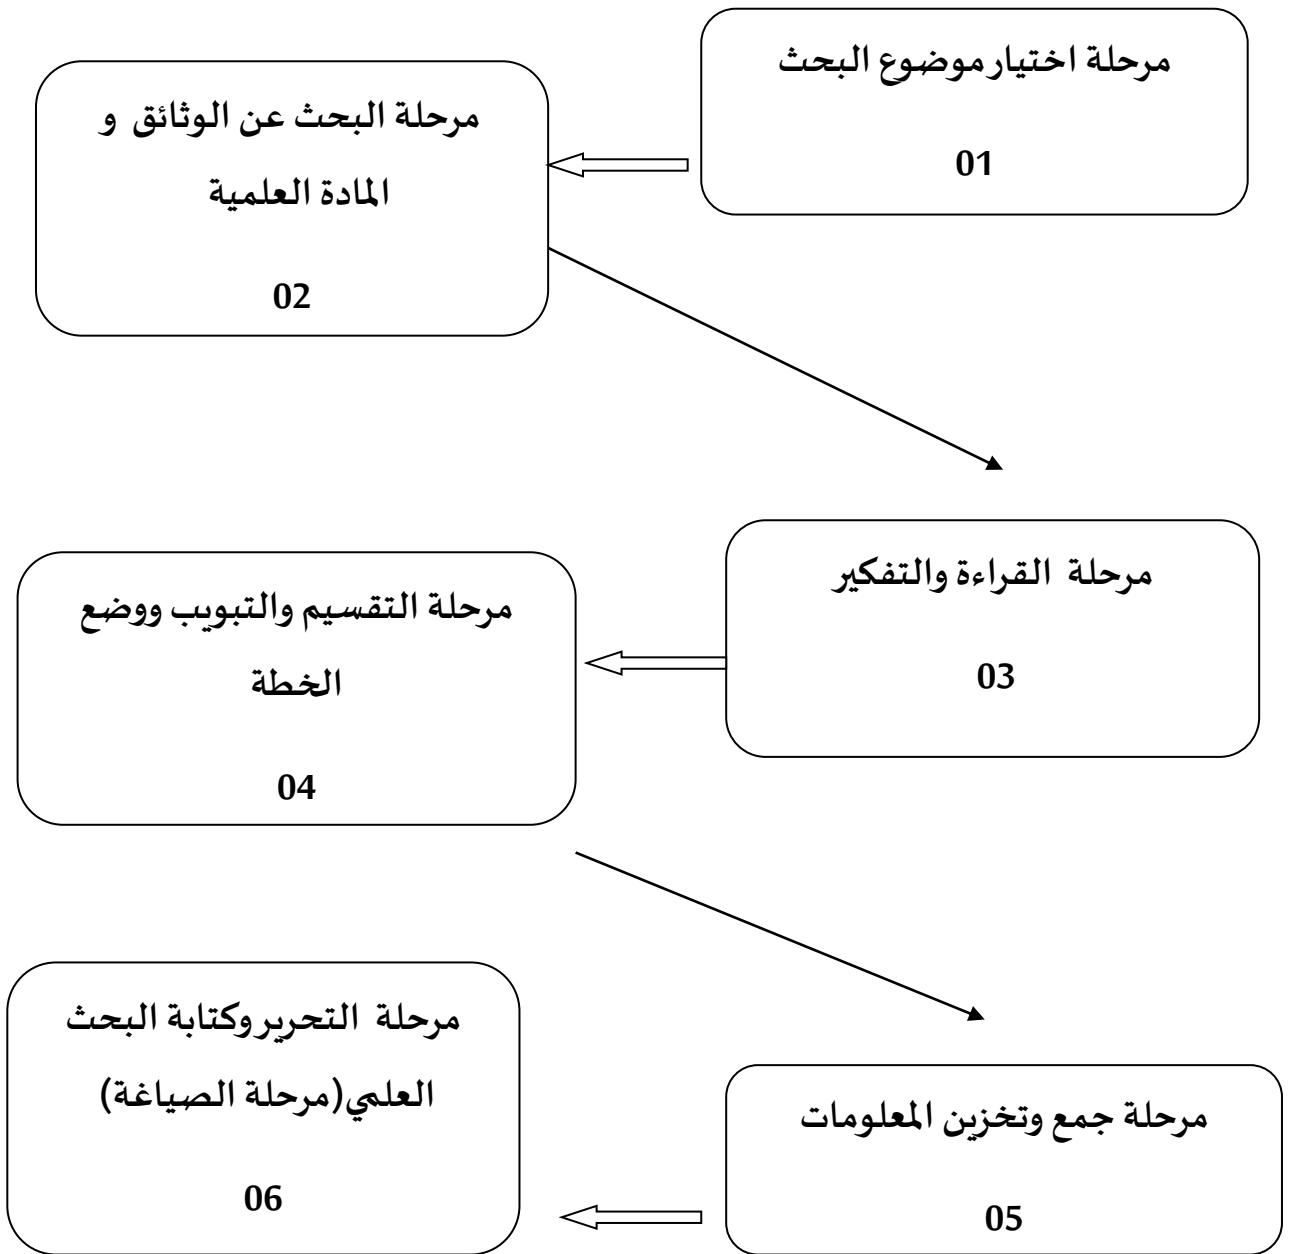 مرحلة اختيار موضوع البحث
01
مرحلة البحث عن الوثائق و
المادة العلمية
02
مرحلة القراءة والتفكير
03
مرحلة التقسيم والتبويب ووضع
الخطة
04
مرحلة جمع وتخزين المعلومات
05
مرحلة التحرير وكتابة البحث
العلمي(مرحلة الصياغة)
06